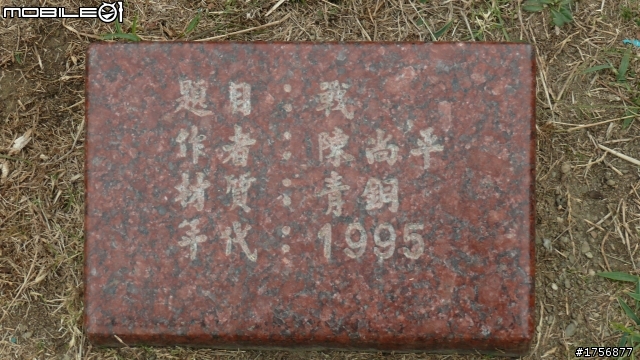 MOBILE01
題目：戰
作者：陳尚平
材質：青銅
年代：1995
#1756877